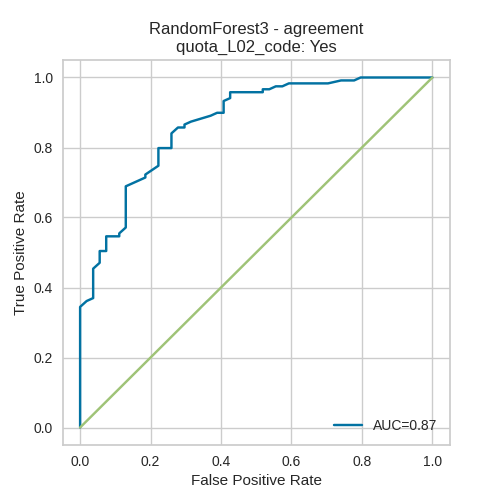 RandomForest3 - agreement
quota_L02_code: Yes
1.0
0.8
0.6
0.4
0.2
0.0
True Positive Rate
AUC=0.87
0.0 0.2 0.4 0.6 0.8 1.0
False Positive Rate